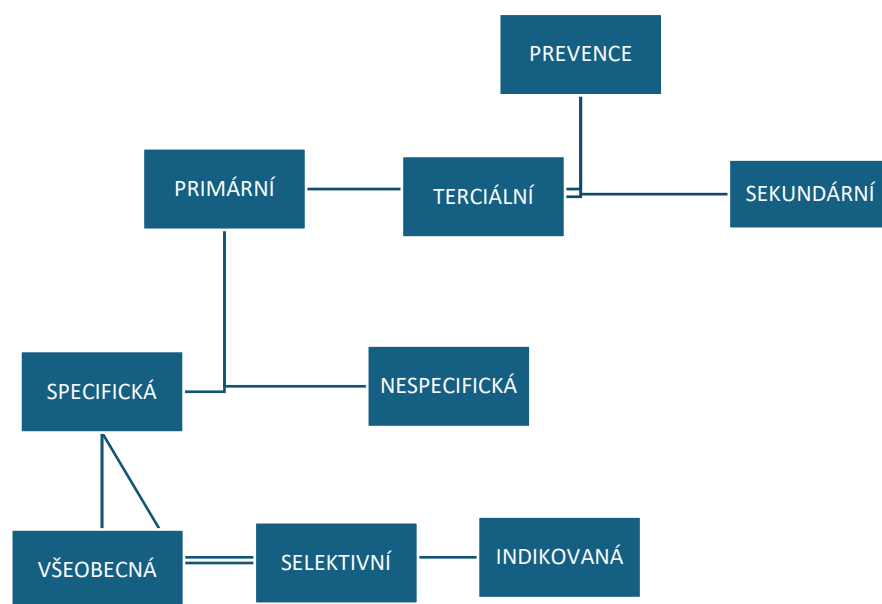 PREVENCE
PRIMÁRNÍ
TERCIÁLNÍ
SEKUNDÁRNÍ
SPECIFICKÁ
NESPECIFICKÁ
VŠEOBECNÁ
SELEKTIVNÍ
INDIKOVANÁ